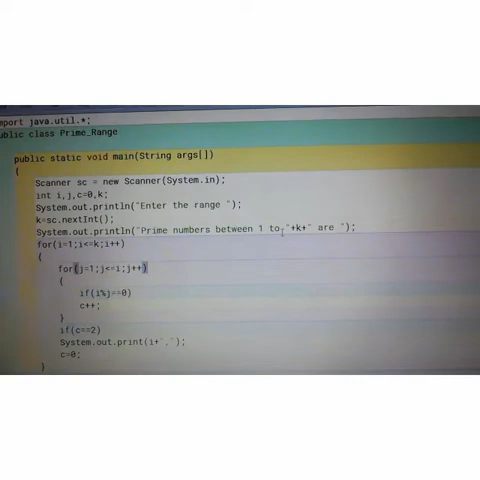 import java.util.*;
public class Prime_Range
public static void main(String args[])
{
Scanner sc = new Scanner(System.in);
int i,j,c=0,k;
System.out.println("Enter the range ");
k=sc.nextInt();
System.out.println("Prime numbers between 1 to "+k+" are ");
for(i=1;i<=k;i++)
{
for(j=1;j<=i;j++)
{
if(i%j==0)
c++;
}
if(c==2)
System.out.print(i+",");
c=0;
}